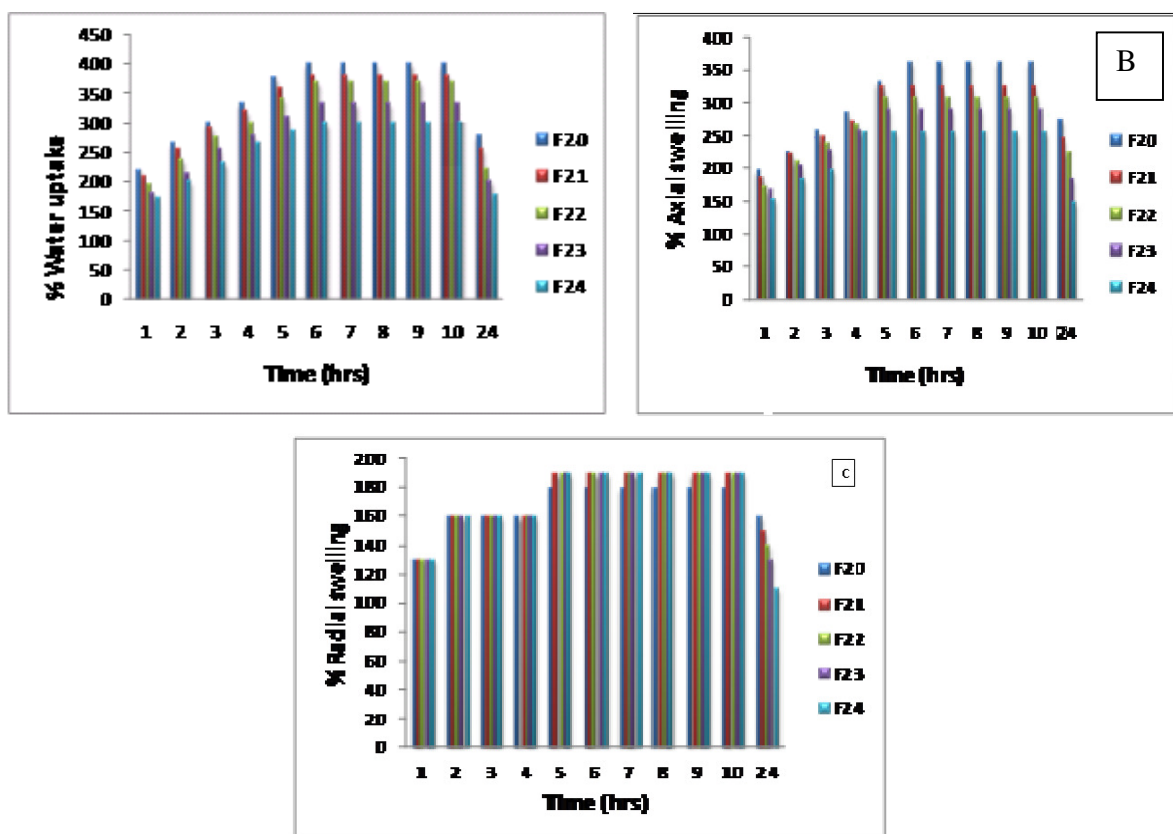 % Water uptake
450
400
350
300
250
200
150
100
50
0
1 2 3 4 5 6 7 8 9 10 24
Time (hrs)
F20
F21
F22
F23
F24
B
% Axial swelling
400
350
300
250
200
150
100
50
0
1 2 3 4 5 6 7 8 9 10 24
Time (hrs)
F20
F21
F22
F23
F24
c
% Radial swelling
200
180
160
140
120
100
80
60
40
20
0
1 2 3 4 5 6 7 8 9 10 24
Time (hrs)
F20
F21
F22
F23
F24